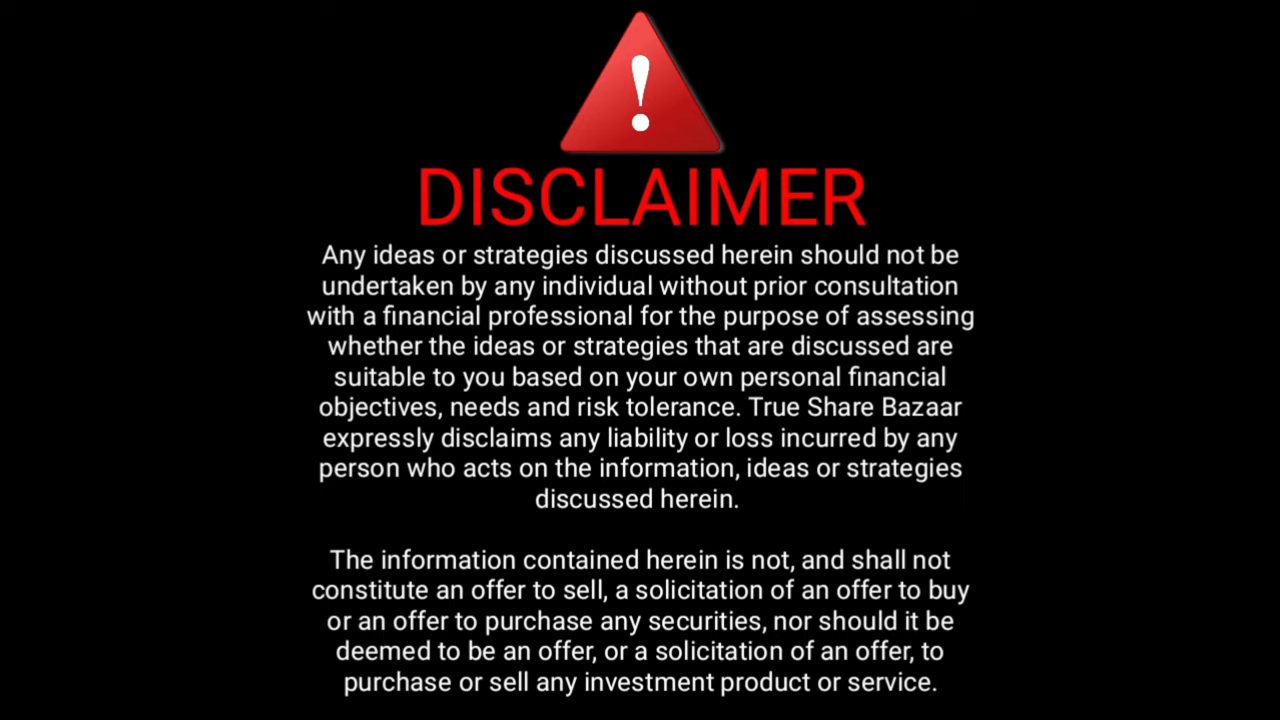 !
DISCLAIMER
Any ideas or strategies discussed herein should not be
undertaken by any individual without prior consultation
with a financial professional for the purpose of assessing
whether the ideas or strategies that are discussed are
suitable to you based on your own personal financial
objectives, needs and risk tolerance. True Share Bazaar
expressly disclaims any liability or loss incurred by any
person who acts on the information, ideas or strategies
discussed herein.
The information contained herein is not, and shall not
constitute an offer to sell, a solicitation of an offer to buy
or an offer to purchase any securities, nor should it be
deemed to be an offer, or a solicitation of an offer, to
purchase or sell any investment product or service.